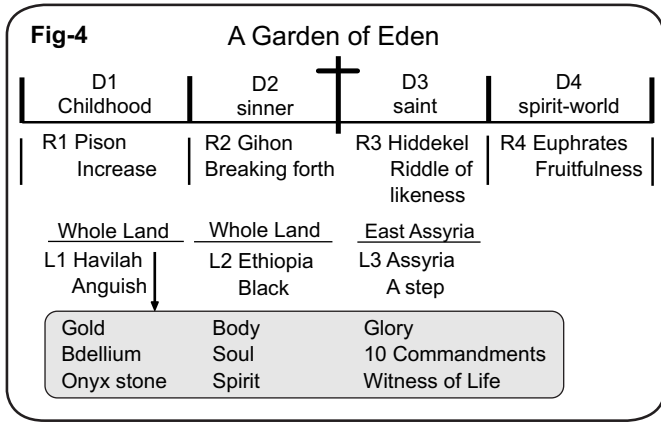 Fig-4 A Garden of Eden
D1 D2 D3 D4
Childhood sinner saint spirit-world
R1 Pison R2 Gihon R3 Hiddekel R4 Euphrates
Increase Breaking forth Riddle of Fruitfulness
likeness
Whole Land Whole Land East Assyria
L1 Havilah L2 Ethiopia L3 Assyria
Anguish Black A step
Gold Body Glory
Bdellium Soul 10 Commandments
Onyx stone Spirit Witness of Life